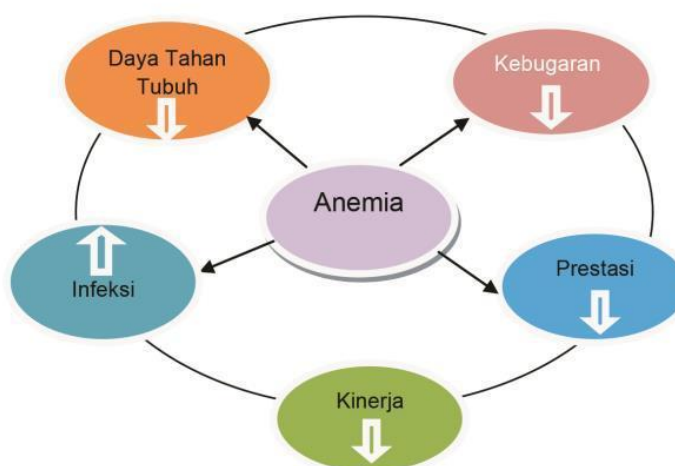 Daya Tahan
Tubuh
Kebugaran
Anemia
Infeksi
Prestasi
Kinerja